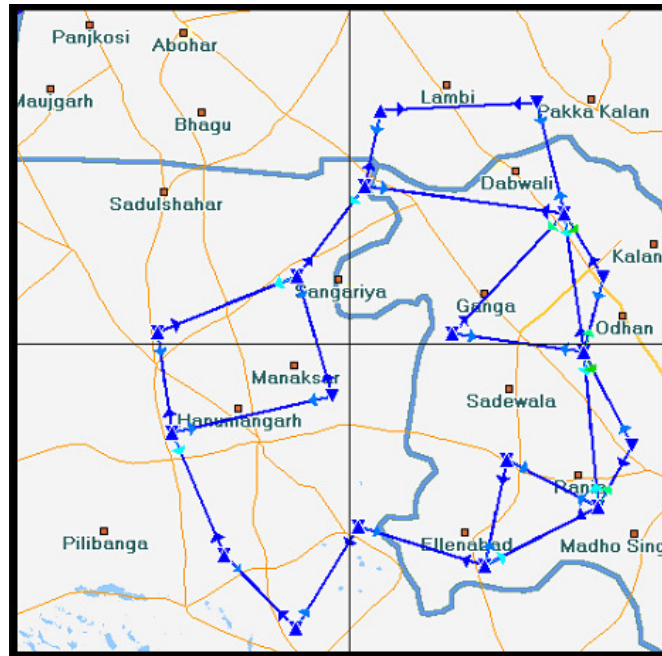 Panjkosi
Abohar
Maujgarh
Lambi
Pakka Kalan
Bhagu
Dabwali
Sadulshahar
Kalan
Sangariya
Ganga
Odhan
Manaksar
Sadewala
Hanumangarh
Rania
Pilibanga
Ellenabad
Madho Sing